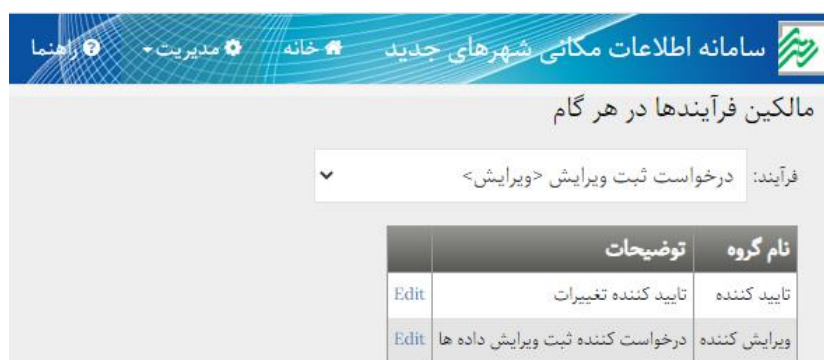 سامانه اطلاعات مکانی شهرهای جدید خانه مدیریت راهنما
مالکین فرآیندها در هر گام
فرآیند: درخواست ثبت ویرایش <ویرایش>
نام گروه توضیحات
تایید کننده تایید کننده تغییرات Edit
ویرایش کننده درخواست کننده ثبت ویرایش داده ها Edit